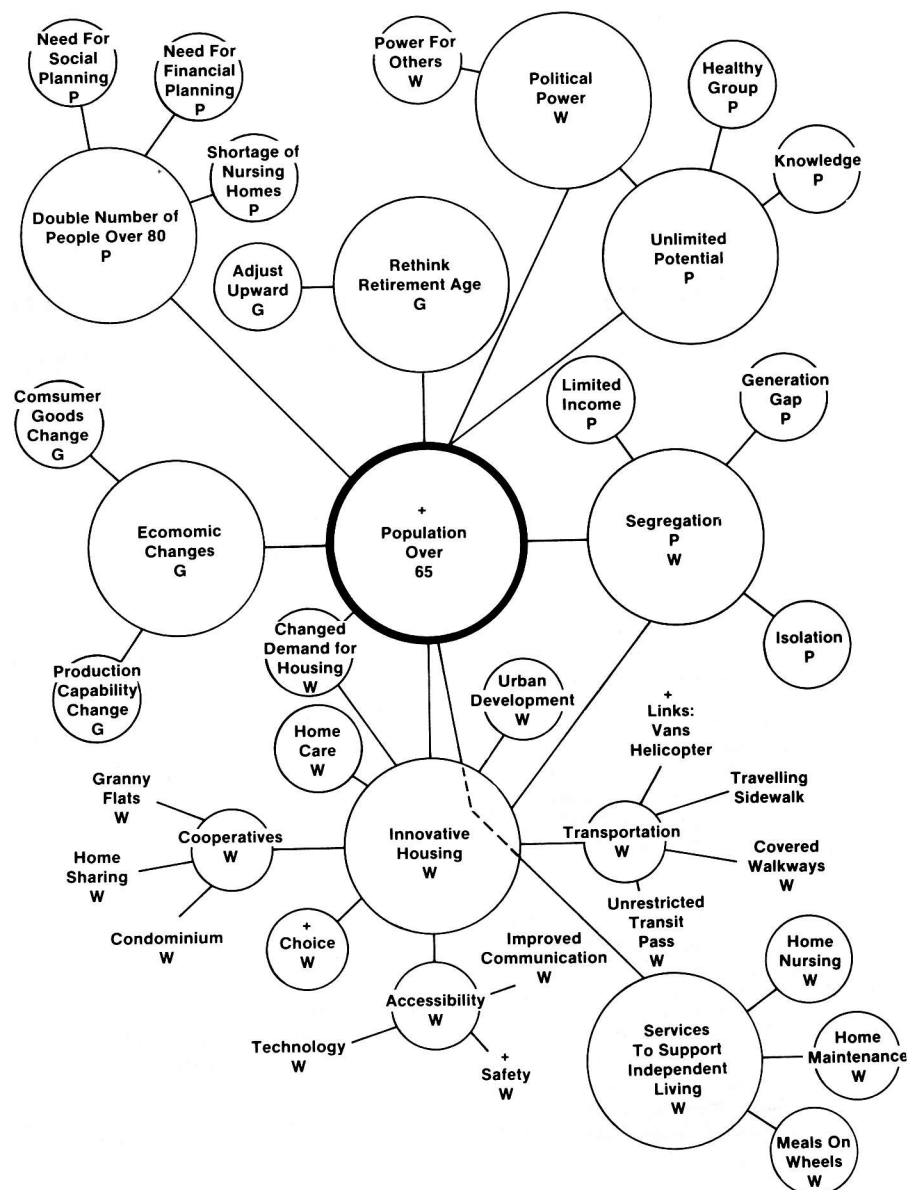 Need For
Social
Planning
P
Need For
Financial
Planning
P
Shortage of
Nursing
Homes
P
Double Number of
People Over 80
P
Power For
Others
W
Political
Power
W
Healthy
Group
P
Knowledge
P
Unlimited
Potential
P
Adjust
Upward
G
Rethink
Retirement Age
G
Comsumer
Goods
Change
G
Ecomomic
Changes
G
Production
Capability
Change
G
+
Population
Over
65
Limited
Income
P
Generation
Gap
P
Segregation
P
W
Isolation
P
Changed
Demand for
Housing
W
Urban
Development
W
Home
Care
W
Innovative
Housing
W
Granny
Flats
W
Cooperatives
W
Home
Sharing
W
Condominium
W
+
Choice
W
Accessibility
W
Improved
Communication
W
Technology
W
+
Safety
W
+
Links:
Vans
Helicopter
Travelling
Sidewalk
Transportation
W
Covered
Walkways
W
Unrestricted
Transit
Pass
W
Services
To Support
Independent
Living
W
Home
Nursing
W
Home
Maintenance
W
Meals On
Wheels
W